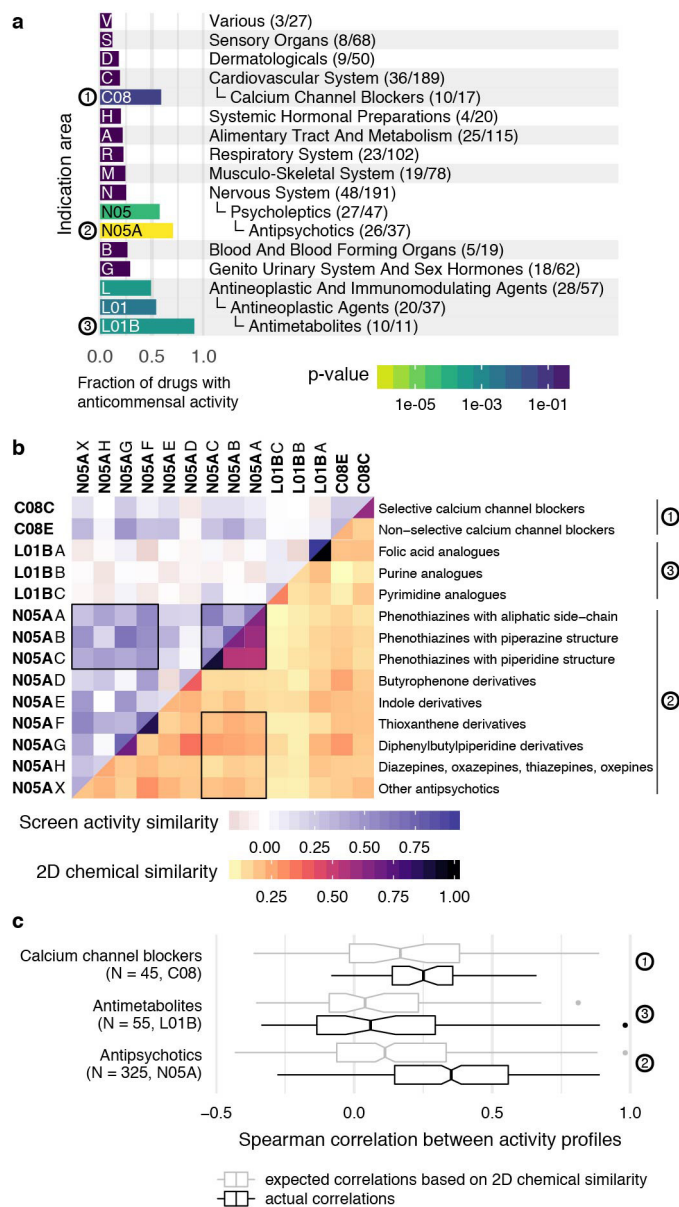 a
Indication area
V Various (3/27)
S Sensory Organs (8/68)
D Dermatologicals (9/50)
C Cardiovascular System (36/189)
1 C08 └ Calcium Channel Blockers (10/17)
H Systemic Hormonal Preparations (4/20)
A Alimentary Tract And Metabolism (25/115)
R Respiratory System (23/102)
M Musculo-Skeletal System (19/78)
N Nervous System (48/191)
N05 └ Psycholeptics (27/47)
2 N05A └ Antipsychotics (26/37)
B Blood And Blood Forming Organs (5/19)
G Genito Urinary System And Sex Hormones (18/62)
L Antineoplastic And Immunomodulating Agents (28/57)
L01 └ Antineoplastic Agents (20/37)
3 L01B └ Antimetabolites (10/11)
0.0 0.5 1.0
Fraction of drugs with
anticommensal activity
p-value
1e-05 1e-03 1e-01
b
N05AX N05AH N05AG N05AF N05AE N05AD N05AC N05AB N05AA L01BC L01BB L01BA C08E C08C
C08C Selective calcium channel blockers
1
C08E Non-selective calcium channel blockers
L01BA Folic acid analogues
L01BB Purine analogues
3
L01BC Pyrimidine analogues
N05AA Phenothiazines with aliphatic side-chain
N05AB Phenothiazines with piperazine structure
N05AC Phenothiazines with piperidine structure
N05AD Butyrophenone derivatives
N05AE Indole derivatives
2
N05AF Thioxanthene derivatives
N05AG Diphenylbutylpiperidine derivatives
N05AH Diazepines, oxazepines, thiazepines, oxepines
N05AX Other antipsychotics
Screen activity similarity
0.00 0.25 0.50 0.75
2D chemical similarity
0.25 0.50 0.75 1.00
c
Calcium channel blockers
(N = 45, C08)
1
Antimetabolites
(N = 55, L01B)
3
Antipsychotics
(N = 325, N05A)
2
−0.5 0.0 0.5 1.0
Spearman correlation between activity profiles
expected correlations based on 2D chemical similarity
actual correlations